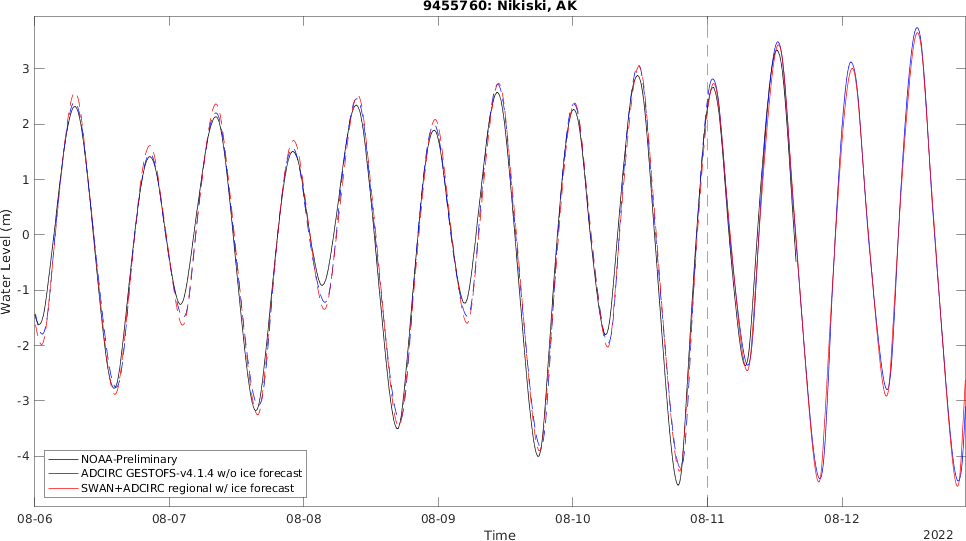 9455760: Nikiski, AK
Water Level (m)
3
2
1
0
-1
-2
-3
-4
NOAA-Preliminary
ADCIRC GESTOFS-v4.1.4 w/o ice forecast
SWAN+ADCIRC regional w/ ice forecast
08-06 08-07 08-08 08-09 08-10 08-11 08-12
Time
2022